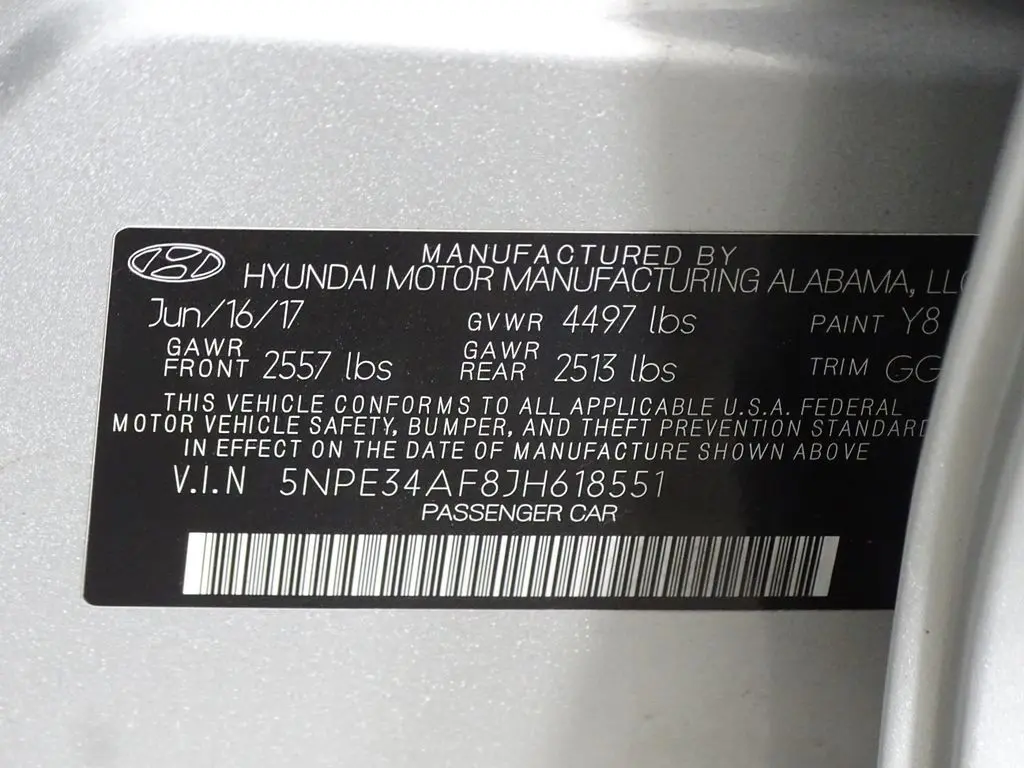 MANUFACTURED BY
HYUNDAI MOTOR MANUFACTURING ALABAMA, LLC
Jun/16/17 GVWR 4497 lbs PAINT Y8
GAWR FRONT 2557 lbs GAWR REAR 2513 lbs TRIM GG
THIS VEHICLE CONFORMS TO ALL APPLICABLE U.S.A. FEDERAL
MOTOR VEHICLE SAFETY, BUMPER, AND THEFT PREVENTION STANDARD
IN EFFECT ON THE DATE OF MANUFACTURE SHOWN ABOVE
V.I.N 5NPE34AF8JH618551
PASSENGER CAR